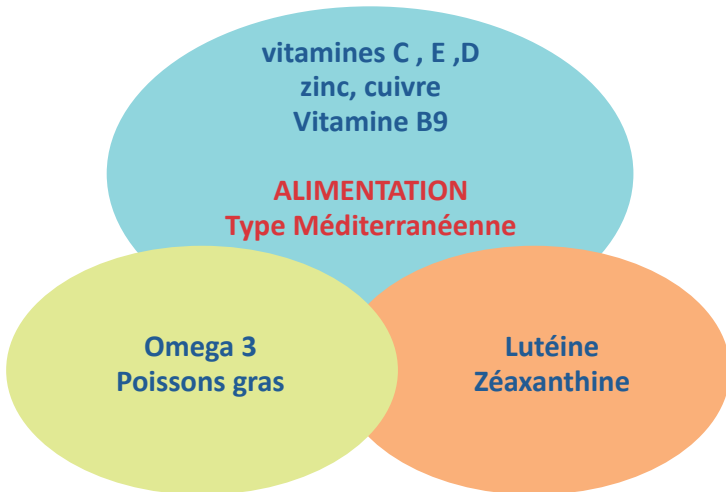 vitamines C , E ,D
zinc, cuivre
Vitamine B9
ALIMENTATION
Type Méditerranéenne
Omega 3
Poissons gras
Lutéine
Zéaxanthine